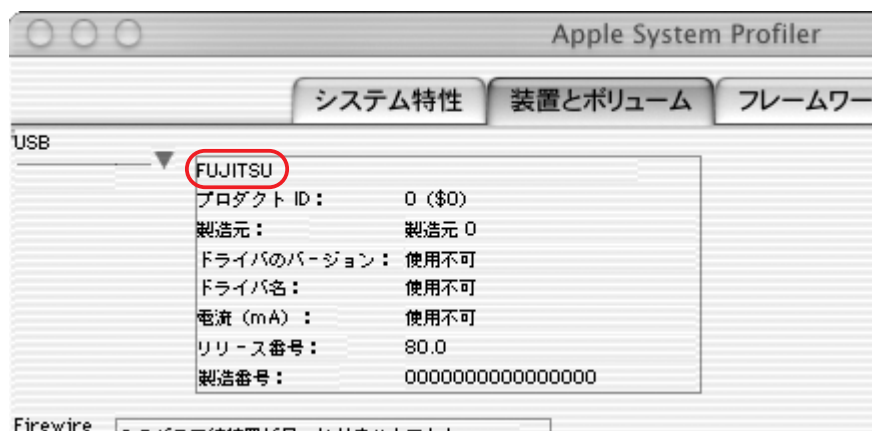 Apple System Profiler
システム特性 装置とボリューム フレームワー
USB
FUJITSU
プロダクト ID： 0 ($0)
製造元： 製造元 0
ドライバのバージョン： 使用不可
ドライバ名： 使用不可
電流（mA）： 使用不可
リリース番号： 80.0
製造番号： 0000000000000000
Firewire